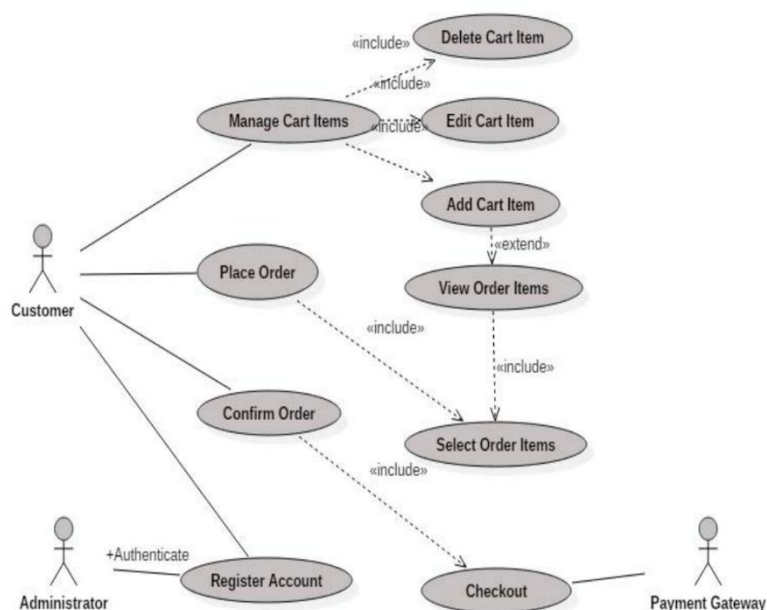 Delete Cart Item
«include»
«include»
Manage Cart Items
«include»
Edit Cart Item
Add Cart Item
«extend»
Place Order
View Order Items
Customer
«include»
«include»
Confirm Order
Select Order Items
«include»
+Authenticate
Register Account
Checkout
Administrator
Payment Gateway